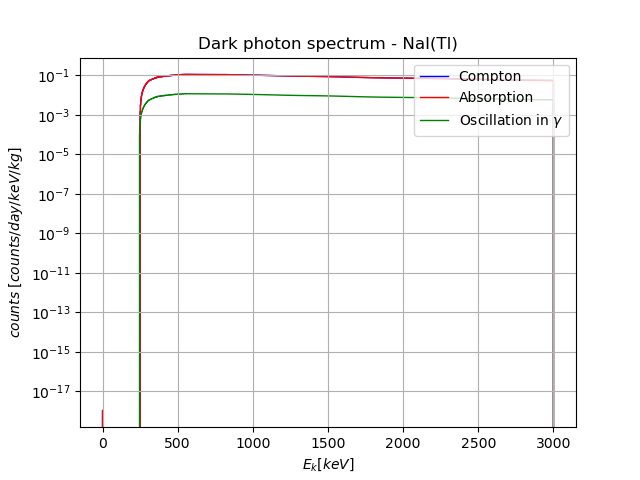 Dark photon spectrum - NaI(Tl)
Compton
Absorption
Oscillation in γ
10⁻¹
10⁻³
10⁻⁵
10⁻⁷
10⁻⁹
10⁻¹¹
10⁻¹³
10⁻¹⁵
10⁻¹⁷
counts [counts/day/keV/kg]
0 500 1000 1500 2000 2500 3000
Eₖ[keV]